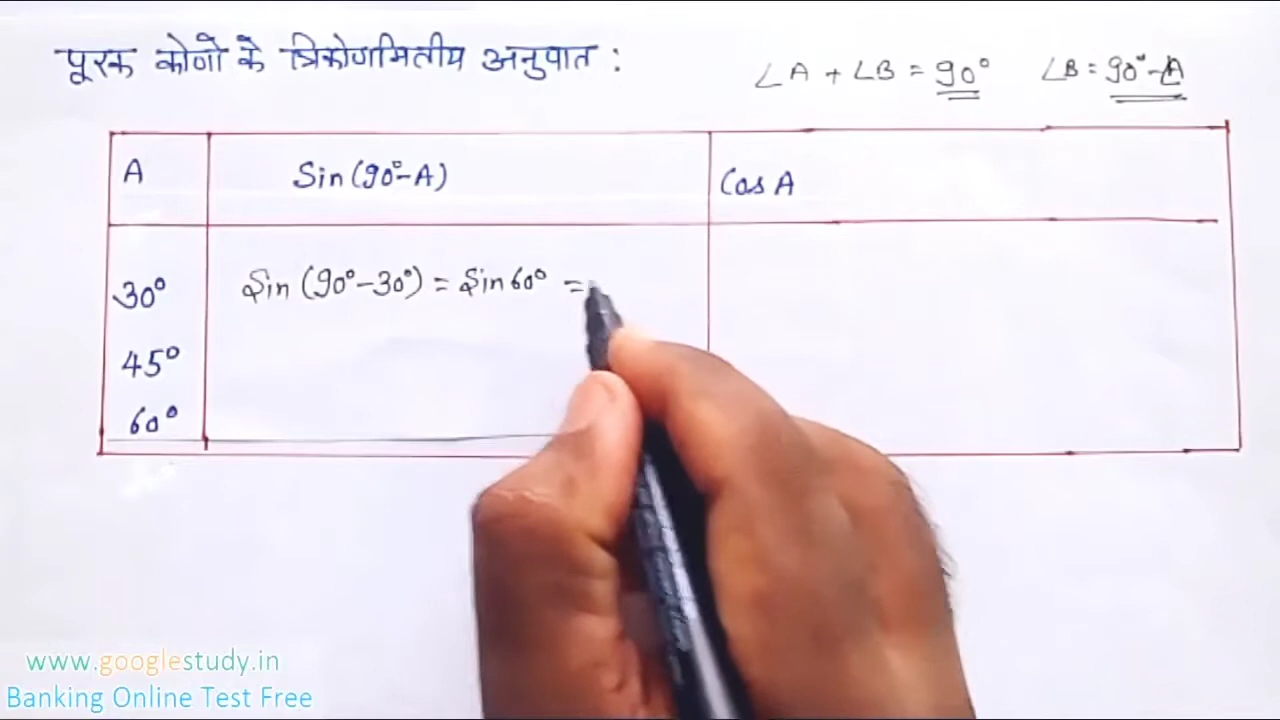 पूरक कोणो के त्रिकोणमितीय अनुपात :
∠A + ∠B = 90° ∠B = 90° - A
A Sin (90° - A) Cos A
30° Sin (90° - 30°) = Sin 60° =
45°
60°
www.googlestudy.in
Banking Online Test Free